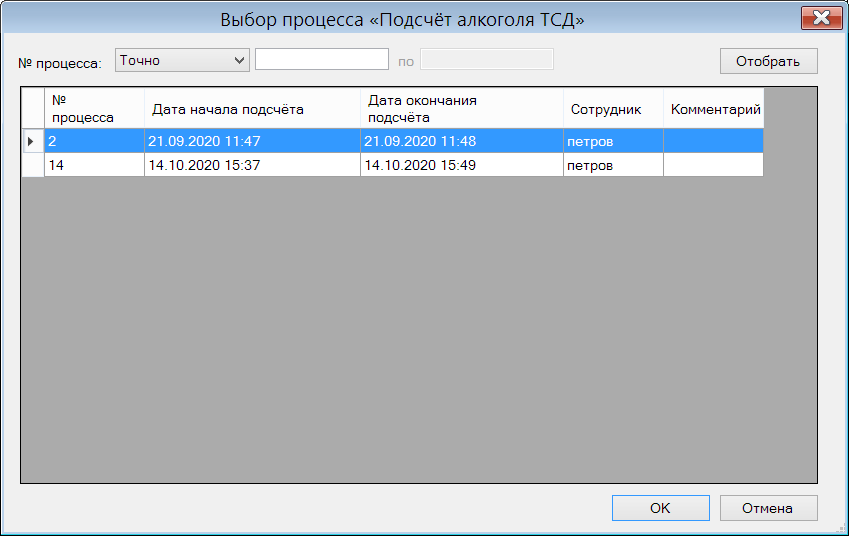 Выбор процесса «Подсчёт алкоголя ТСД»
№ процесса: Точно по Отобрать
№ процесса Дата начала подсчёта Дата окончания подсчёта Сотрудник Комментарий
2 21.09.2020 11:47 21.09.2020 11:48 петров
14 14.10.2020 15:37 14.10.2020 15:49 петров
OK Отмена